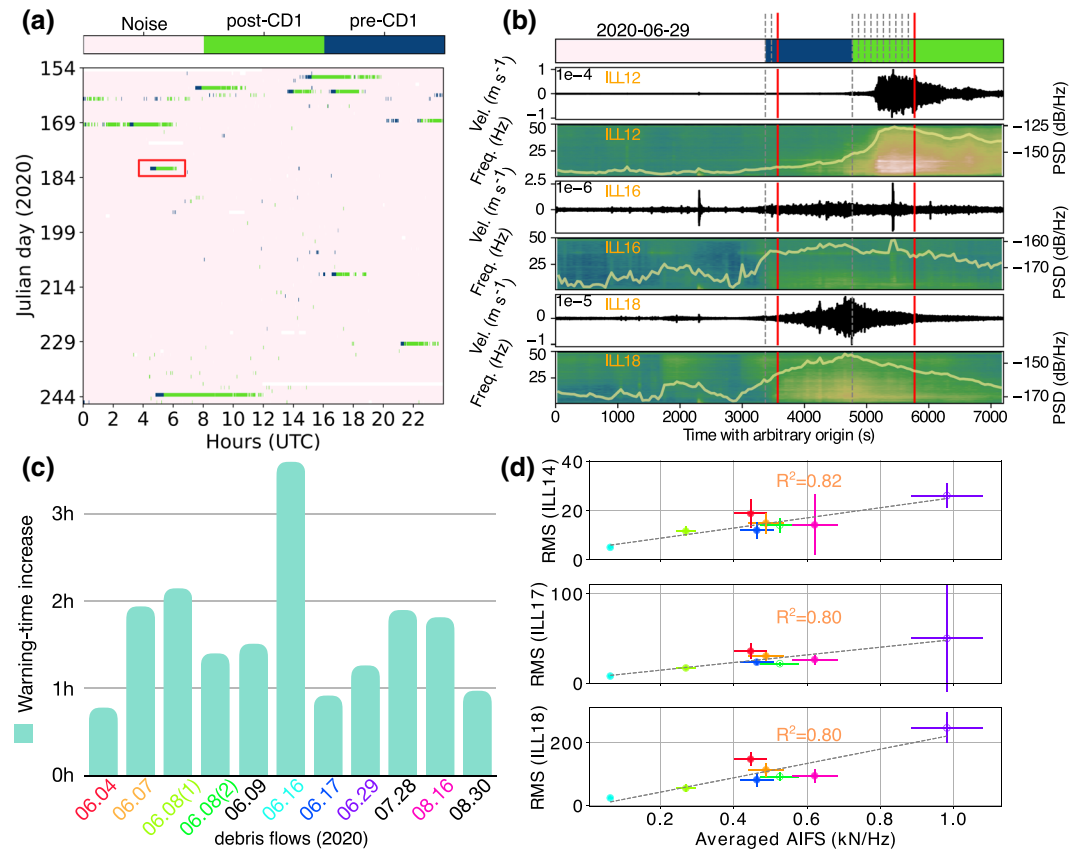 (a)
Noise post-CD1 pre-CD1
154
169
184
199
214
229
244
Julian day (2020)
0 2 4 6 8 10 12 14 16 18 20 22
Hours (UTC)
(b)
2020-06-29
1e-4 ILL12
1
0
-1
Vel. (m s-1)
ILL12
50
25
Freq. (Hz)
−125
−150
PSD (dB/Hz)
1e-6 ILL16
2.5
0
Vel. (m s-1)
ILL16
50
25
Freq. (Hz)
−160
−170
PSD (dB/Hz)
1e-5 ILL18
1
0
-1
Vel. (m s-1)
ILL18
50
25
Freq. (Hz)
−150
−170
PSD (dB/Hz)
0 1000 2000 3000 4000 5000 6000 7000
Time with arbitrary origin (s)
(c)
3h
2h
1h
0h
Warning-time increase
06.04 06.07 06.08(1) 06.08(2) 06.09 06.16 06.17 06.29 07.28 08.16 08.30
debris flows (2020)
(d)
R2=0.82
40
20
0
RMS (ILL14)
R2=0.80
100
0
RMS (ILL17)
R2=0.80
200
0
RMS (ILL18)
0.2 0.4 0.6 0.8 1.0
Averaged AIFS (kN/Hz)